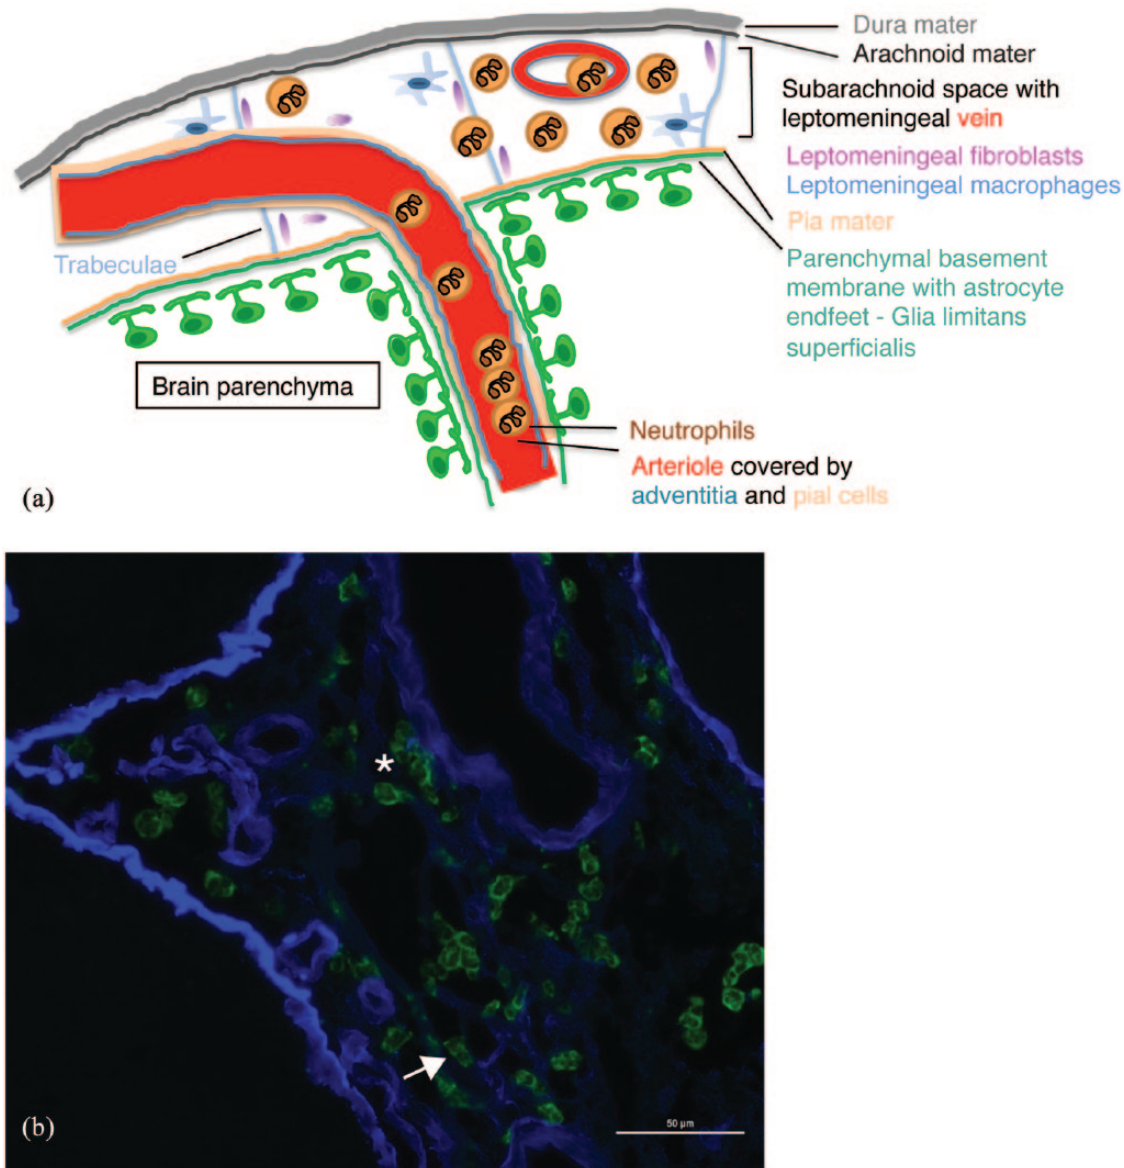 Dura mater
Arachnoid mater
Subarachnoid space with
leptomeningeal vein
Leptomeningeal fibroblasts
Leptomeningeal macrophages
Pia mater
Trabeculae
Parenchymal basement
membrane with astrocyte
endfeet - Glia limitans
superficialis
Brain parenchyma
Neutrophils
Arteriole covered by
adventitia and pial cells
(a)
*
50 µm
(b)